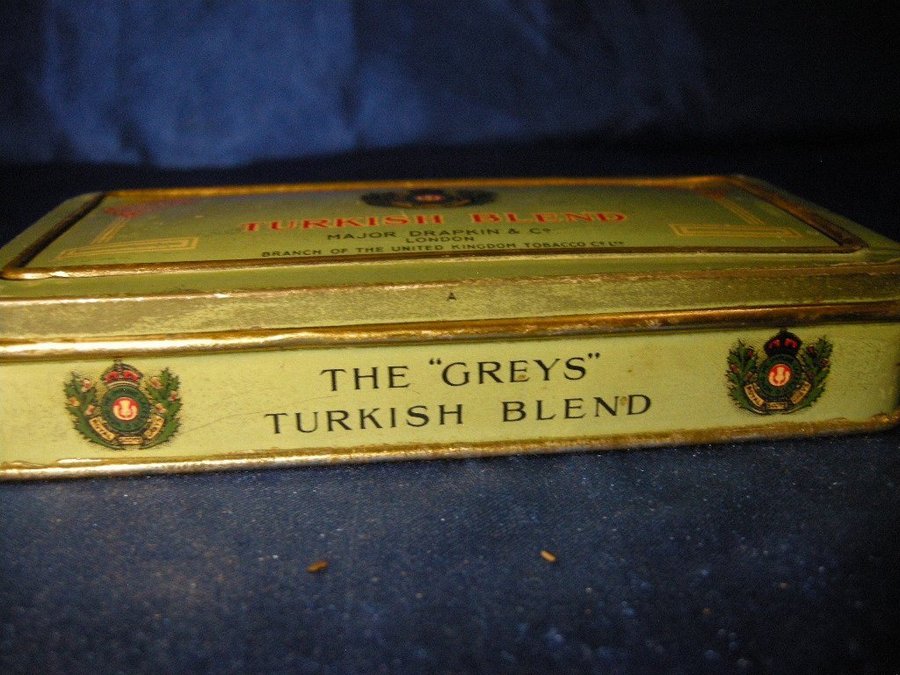 TURKISH BLEND
MAJOR DRAPKIN & Co
LONDON
BRANCH OF THE UNITED KINGDOM TOBACCO Co LTD
A
THE "GREYS"
TURKISH BLEND